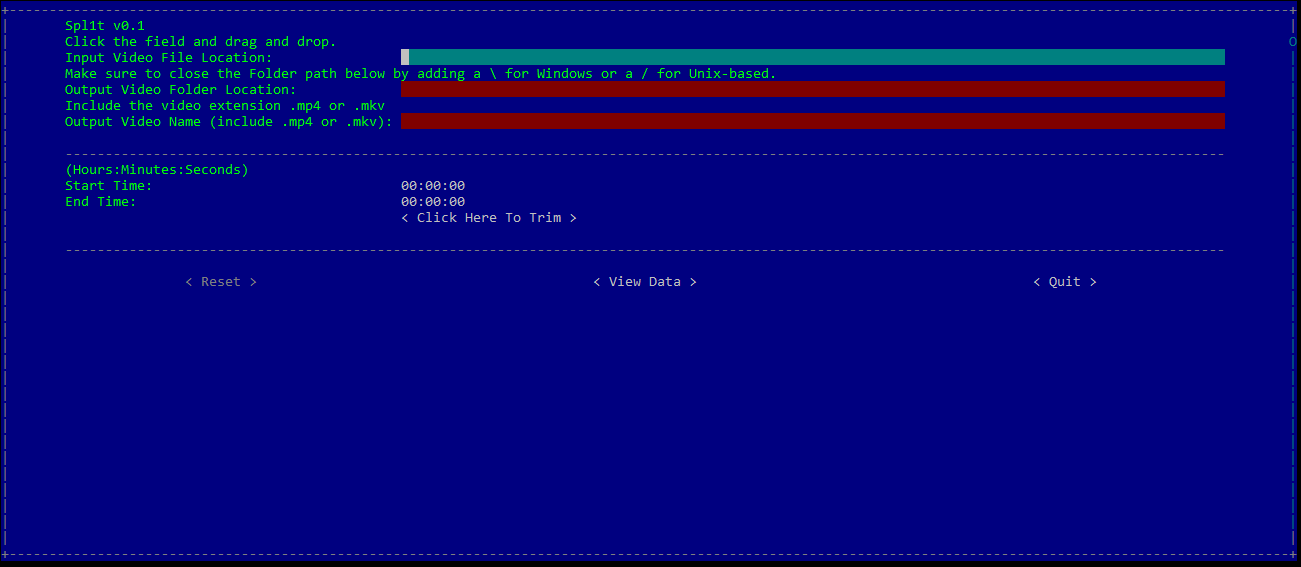 Spl1t v0.1
Click the field and drag and drop.
Input Video File Location:
Make sure to close the Folder path below by adding a \ for Windows or a / for Unix-based.
Output Video Folder Location:
Include the video extension .mp4 or .mkv
Output Video Name (include .mp4 or .mkv):
(Hours:Minutes:Seconds)
Start Time: 00:00:00
End Time: 00:00:00
< Click Here To Trim >
< Reset > < View Data > < Quit >